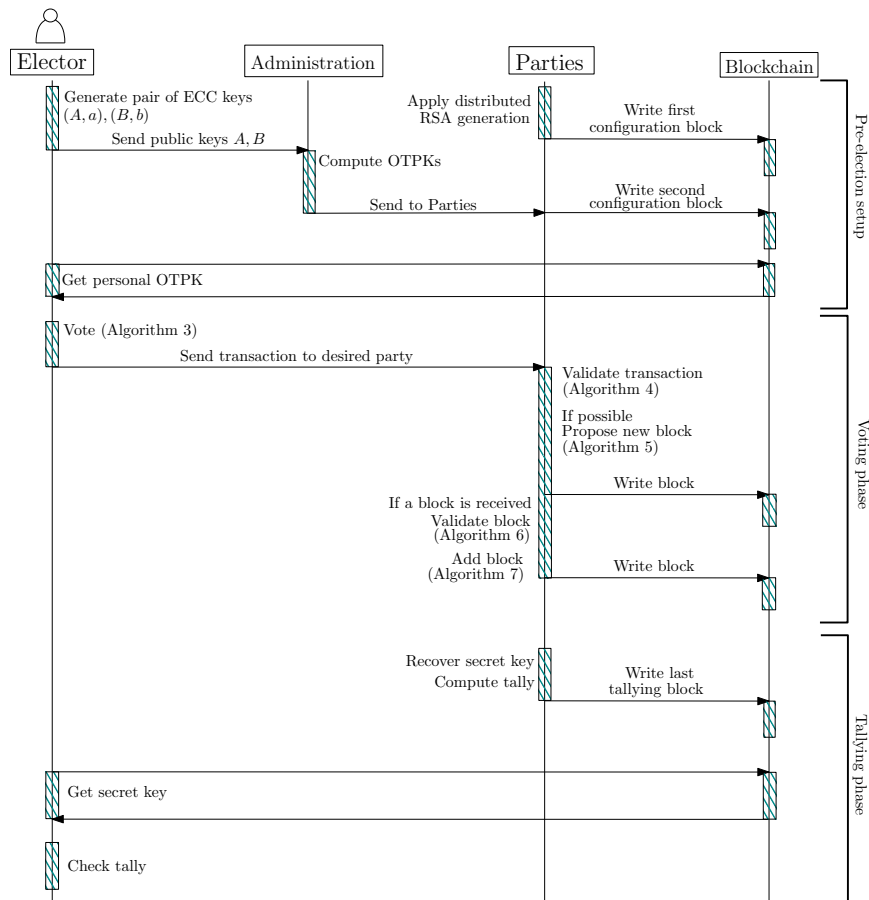 Elector
Administration
Parties
Blockchain
Generate pair of ECC keys
(A, a), (B, b)
Apply distributed
RSA generation
Write first
configuration block
Send public keys A, B
Compute OTPKs
Send to Parties
Write second
configuration block
Get personal OTPK
Pre-election setup
Vote (Algorithm 3)
Send transaction to desired party
Validate transaction
(Algorithm 4)
If possible
Propose new block
(Algorithm 5)
Write block
If a block is received
Validate block
(Algorithm 6)
Add block
(Algorithm 7)
Write block
Voting phase
Recover secret key
Compute tally
Write last
tallying block
Get secret key
Check tally
Tallying phase